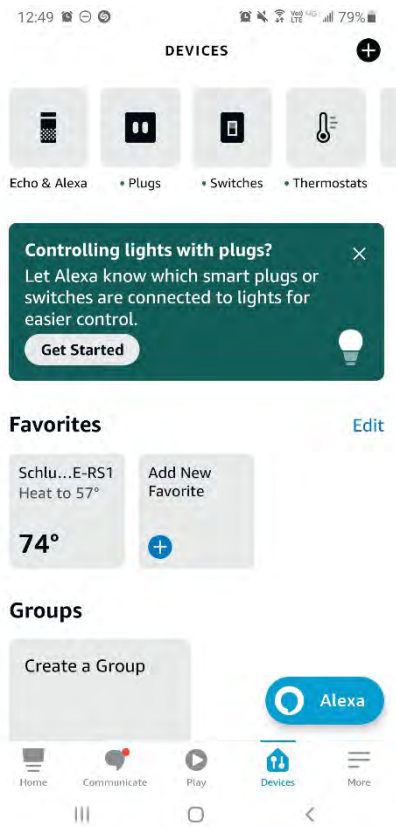 12:49 79%
DEVICES
Echo & Alexa • Plugs • Switches • Thermostats
Controlling lights with plugs?
Let Alexa know which smart plugs or
switches are connected to lights for
easier control.
Get Started
Favorites Edit
Schlu...E-RS1
Heat to 57°
74°
Add New
Favorite
Groups
Create a Group
Alexa
Home Communicate Play Devices More